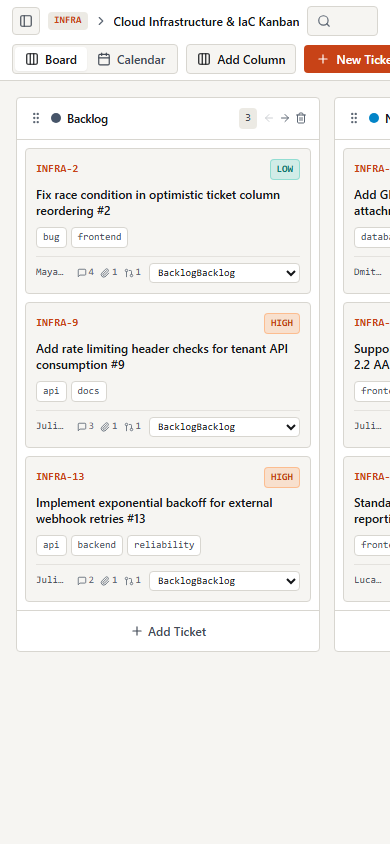 INFRA
Cloud Infrastructure & IaC Kanban
Board
Calendar
Add Column
New Ticke
Backlog
3
INFRA-2
LOW
Fix race condition in optimistic ticket column
reordering #2
bug
frontend
Maya…
4
1
1
BacklogBacklog
INFRA-9
HIGH
Add rate limiting header checks for tenant API
consumption #9
api
docs
Juli…
3
1
1
BacklogBacklog
INFRA-13
HIGH
Implement exponential backoff for external
webhook retries #13
api
backend
reliability
Juli…
2
1
1
BacklogBacklog
Add Ticket
INFRA-
Add Gl
attachm
databa
Dmit…
INFRA-
Suppo
2.2 AA
fronte
Juli…
INFRA-
Standa
reporti
fronte
Luca…